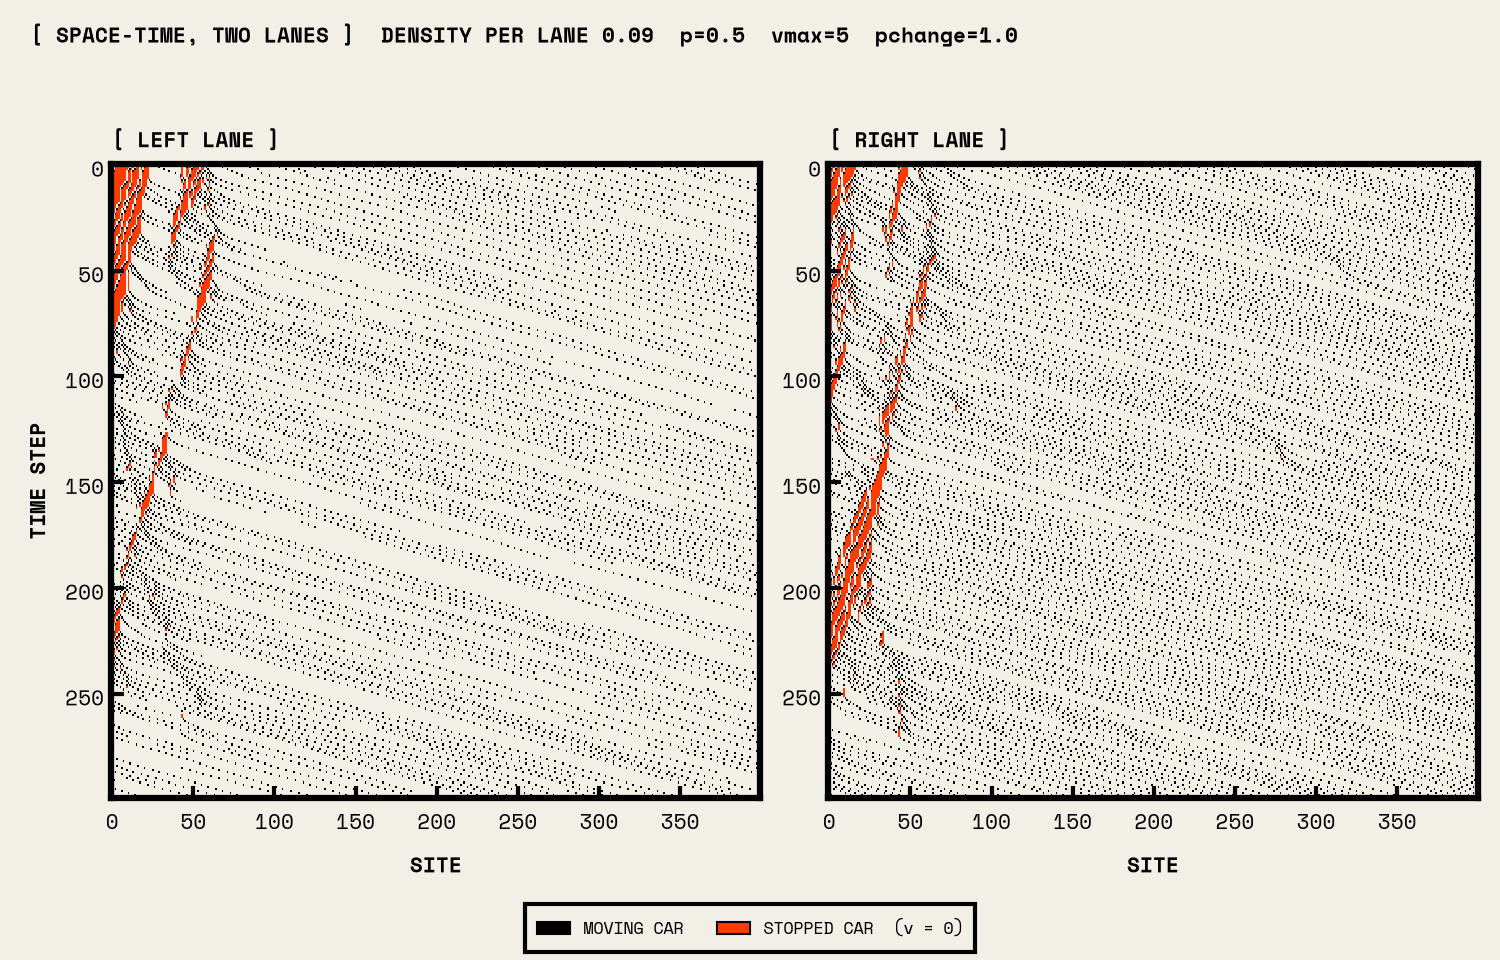 [ SPACE-TIME, TWO LANES ]  DENSITY PER LANE 0.09  p=0.5  vmax=5  pchange=1.0
[ LEFT LANE ]
[ RIGHT LANE ]
TIME STEP
0
50
100
150
200
250
0 50 100 150 200 250 300 350
SITE
0
50
100
150
200
250
0 50 100 150 200 250 300 350
SITE
MOVING CAR
STOPPED CAR  (v = 0)